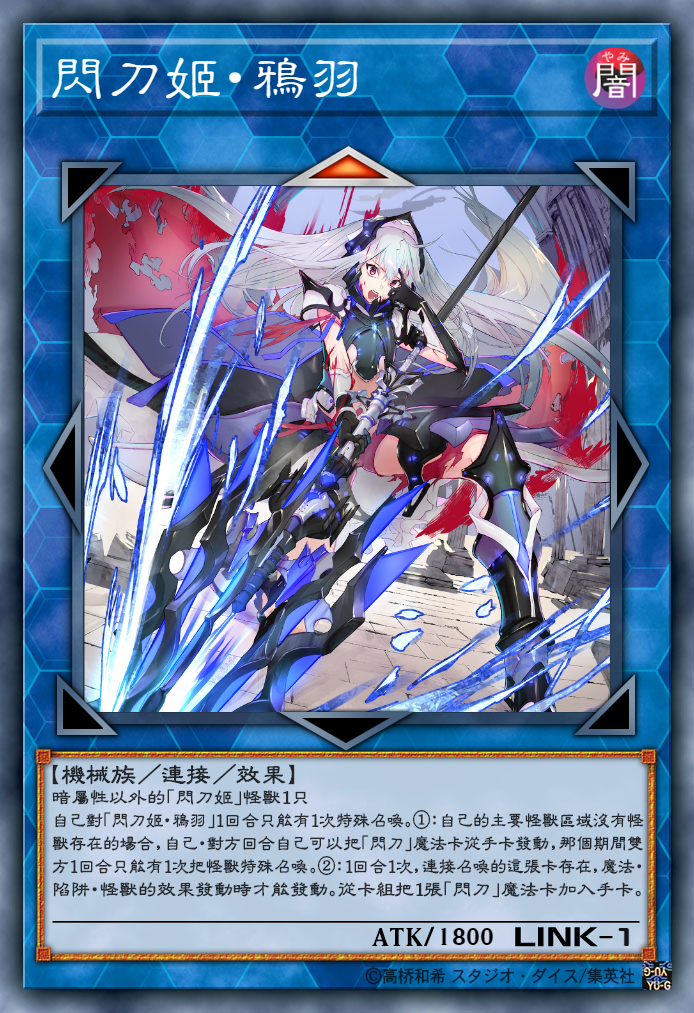 閃刀姬・鴉羽
やみ
闇
【機械族／連接／效果】
暗屬性以外的「閃刀姬」怪獸1只
自己對「閃刀姬・鴉羽」1回合只能有1次特殊召喚。①：自己的主要怪獸區域沒有怪
獸存在的場合，自己・對方回合自己可以把「閃刀」魔法卡從手卡發動，那個期間雙
方1回合只能有1次把怪獸特殊召喚。②：1回合1次，連接召喚的這張卡存在，魔法・
陷阱・怪獸的效果發動時才能發動。從卡組把1張「閃刀」魔法卡加入手卡。
ATK/1800 LINK-1
©高桥和希 スタジオ・ダイス/集英社
YU-G
YU-G